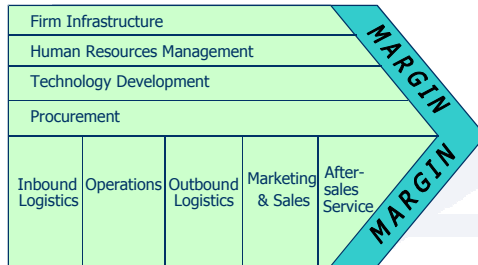 Firm Infrastructure
Human Resources Management
Technology Development
Procurement
MARGIN
Inbound
Logistics
Operations
Outbound
Logistics
Marketing
& Sales
After-
sales
Service
MARGIN